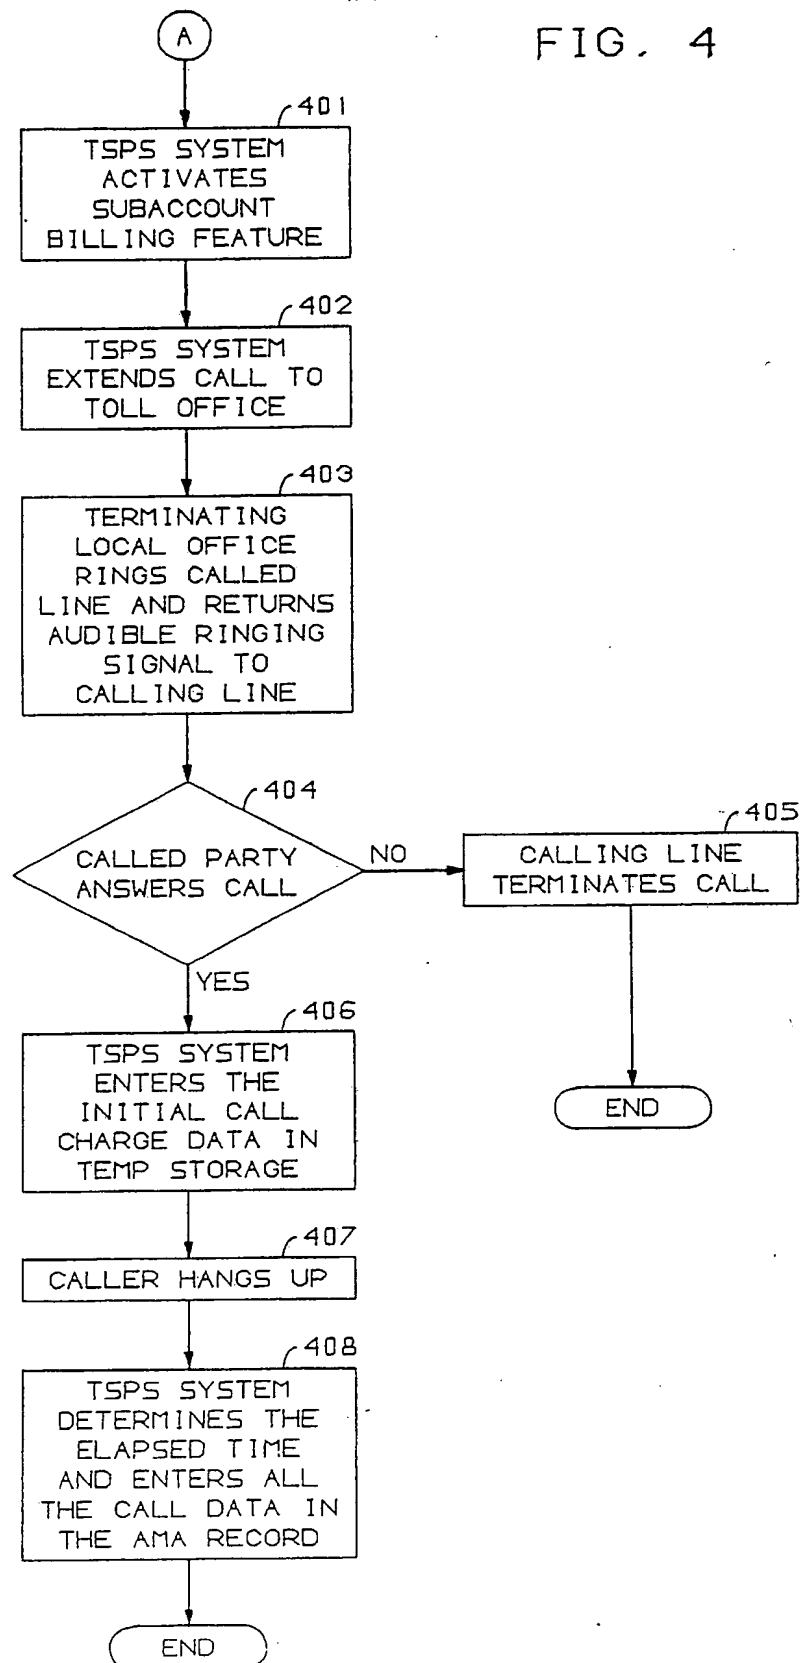 A
FIG. 4
401
TSPS SYSTEM
ACTIVATES
SUBACCOUNT
BILLING FEATURE
402
TSPS SYSTEM
EXTENDS CALL TO
TOLL OFFICE
403
TERMINATING
LOCAL OFFICE
RINGS CALLED
LINE AND RETURNS
AUDIBLE RINGING
SIGNAL TO
CALLING LINE
404
CALLED PARTY
ANSWERS CALL
NO
405
CALLING LINE
TERMINATES CALL
END
YES
406
TSPS SYSTEM
ENTERS THE
INITIAL CALL
CHARGE DATA IN
TEMP STORAGE
407
CALLER HANGS UP
408
TSPS SYSTEM
DETERMINES THE
ELAPSED TIME
AND ENTERS ALL
THE CALL DATA IN
THE AMA RECORD
END